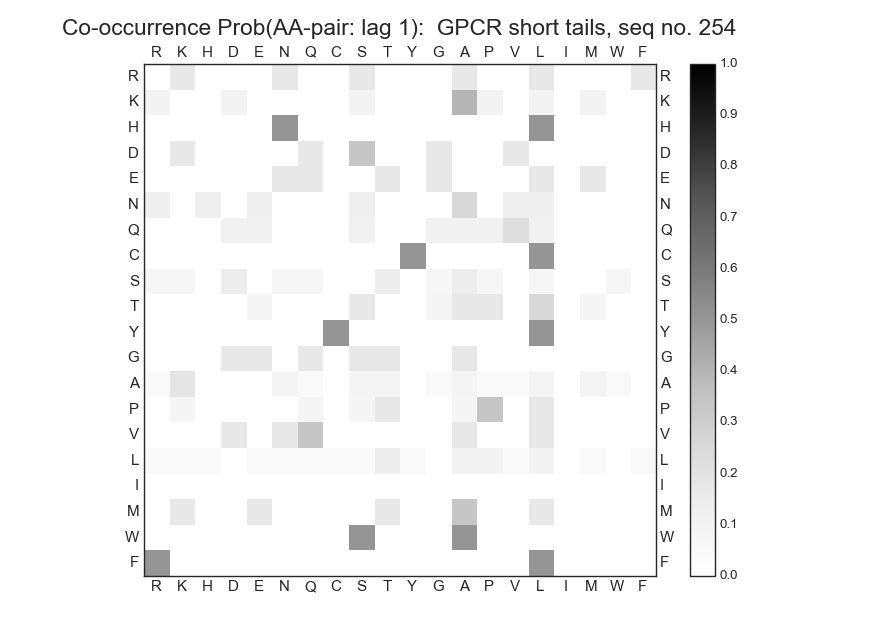 Co-occurrence Prob(AA-pair: lag 1):  GPCR short tails, seq no. 254
R K H D E N Q C S T Y G A P V L I M W F
1.0
R R
0.9
K K
H H
0.8
D D
0.7
E E
N N
0.6
Q Q
C C
0.5
S S
T T
0.4
Y Y
G G
0.3
A A
P P
0.2
V V
L L
0.1
I I
M M
W W
F F
0.0
R K H D E N Q C S T Y G A P V L I M W F